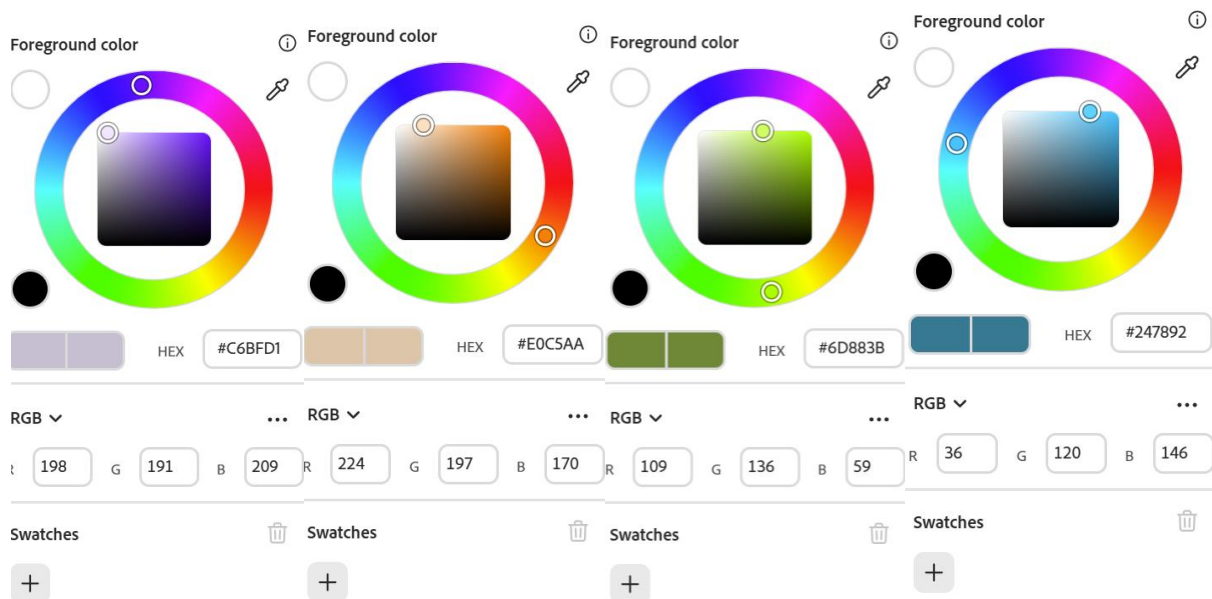 Foreground color
HEX #C6BFD1
RGB
R 198 G 191 B 209
Swatches
Foreground color
HEX #E0C5AA
RGB
R 224 G 197 B 170
Swatches
Foreground color
HEX #6D883B
RGB
R 109 G 136 B 59
Swatches
Foreground color
HEX #247892
RGB
R 36 G 120 B 146
Swatches